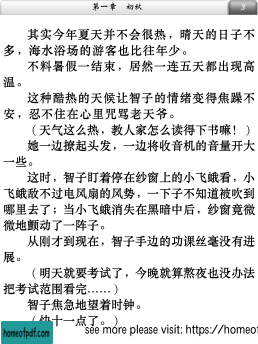 第一章 初秋
3
其实今年夏天并不会很热，晴天的日子不
多，海水浴场的游客也比往年少。
不料暑假一结束，居然一连五天都出现高
温。
这种酷热的天候让智子的情绪变得焦躁不
安，忍不住在心里咒骂老天爷。
（天气这么热，教人家怎么读得下书嘛！）
她一边撩起头发，一边将收音机的音量开大
一些。
这时，智子盯着停在纱窗上的小飞蛾看，小
飞蛾敌不过电风扇的风势，一下子不知道被吹到
哪里去了；当小飞蛾消失在黑暗中后，纱窗竟微
微地颤动了一阵子。
从刚才到现在，智子手边的功课丝毫没有进
展。
（明天就要考试了，今晚就算熬夜也没办法
把考试范围看完……）
智子焦急地望着时钟。
（快十一点了。）
homeofpdf.com
see more please visit: https://homeof